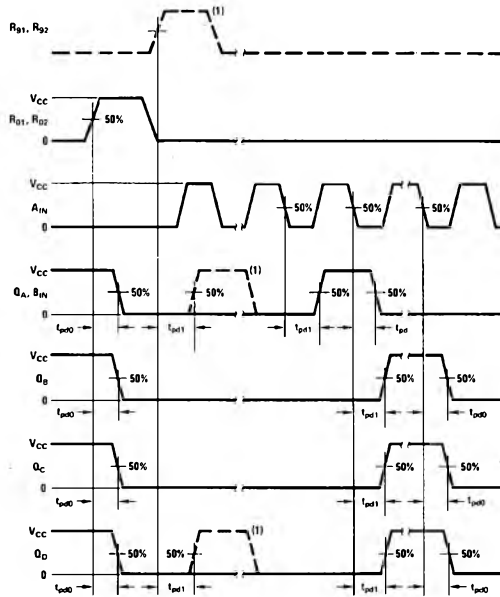 (1)
R91, R92
VCC
R01, R02
50%
0
VCC
AIN
50%
50%
50%
0
VCC
(1)
QA, BIN
50%
50%
50%
50%
0
tpd0
tpd1
tpd1
tpd
VCC
QB
50%
50%
50%
0
tpd0
tpd1
tpd0
VCC
QC
50%
50%
50%
0
tpd0
tpd1
tpd0
VCC
(1)
QD
50%
50%
50%
50%
0
tpd0
tpd1
tpd1
tpd0